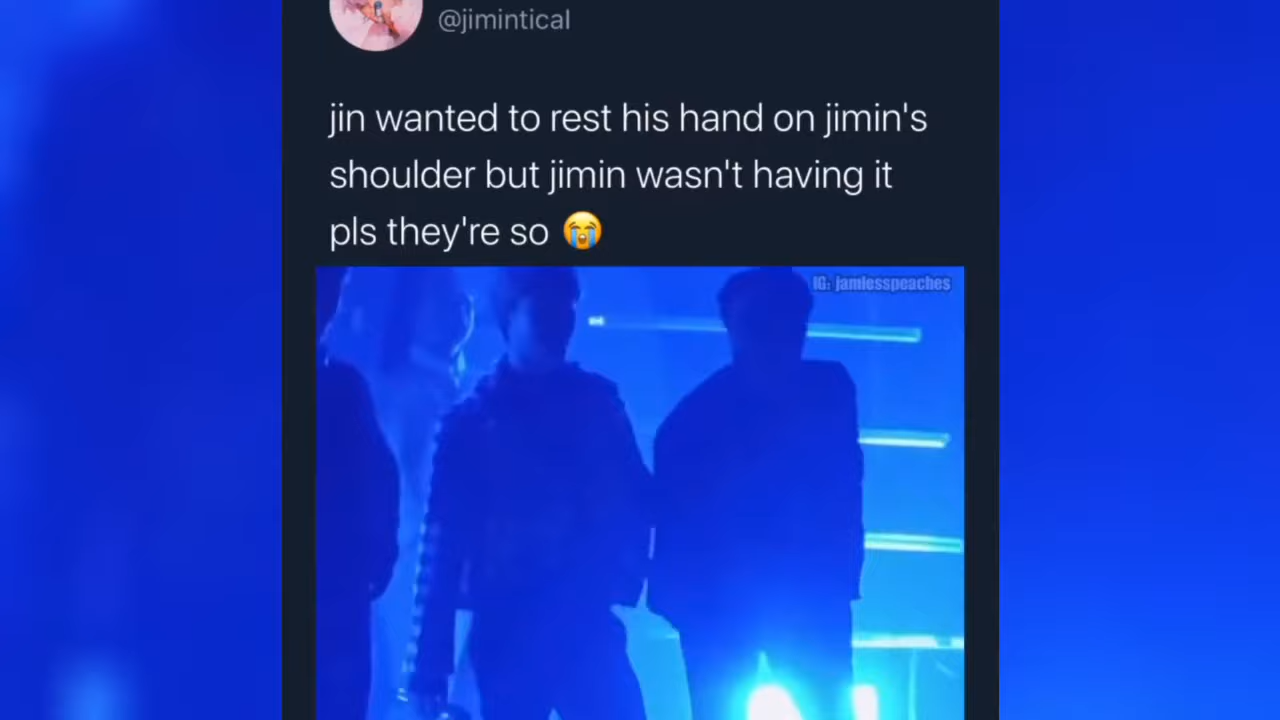 @jimintical
jin wanted to rest his hand on jimin's
shoulder but jimin wasn't having it
pls they're so 😭
IG: jamlesspeaches